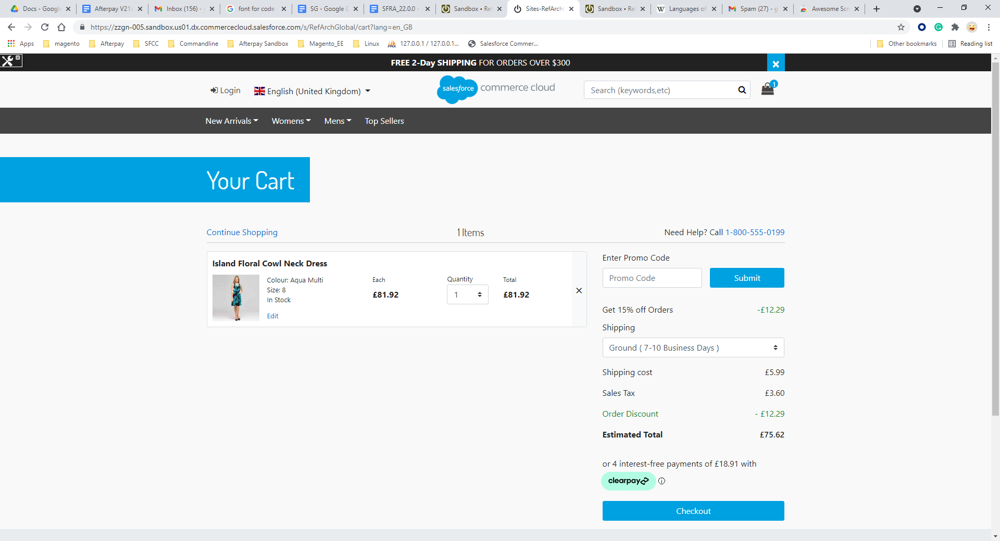 Docs - Google
Afterpay V21.
Inbox (156) -
font for code
SG - Google D
SFRA_22.0.0 -
Sandbox • Ref
Sites-RefArch
Sandbox • Re
Languages of
Spam (27) - g
Awesome Scr
https://zzgn-005.sandbox.us01.dx.commercecloud.salesforce.com/s/RefArchGlobal/cart?lang=en_GB
Apps
magento
Afterpay
SFCC
Commandline
Afterpay Sandbox
Magento_EE
Linux
127.0.0.1 / 127.0.0.1...
Salesforce Commer...
Other bookmarks
Reading list
FREE 2-Day SHIPPING FOR ORDERS OVER $300
Login
English (United Kingdom)
salesforce commerce cloud
Search (keywords,etc)
1
New Arrivals
Womens
Mens
Top Sellers
Your Cart
Continue Shopping
1 Items
Need Help? Call 1-800-555-0199
Island Floral Cowl Neck Dress
Colour: Aqua Multi
Size: 8
In Stock
Edit
Each
£81.92
Quantity
1
Total
£81.92
Enter Promo Code
Promo Code
Submit
Get 15% off Orders -£12.29
Shipping
Ground ( 7-10 Business Days )
Shipping cost £5.99
Sales Tax £3.60
Order Discount - £12.29
Estimated Total £75.62
or 4 interest-free payments of £18.91 with
clearpay
Checkout